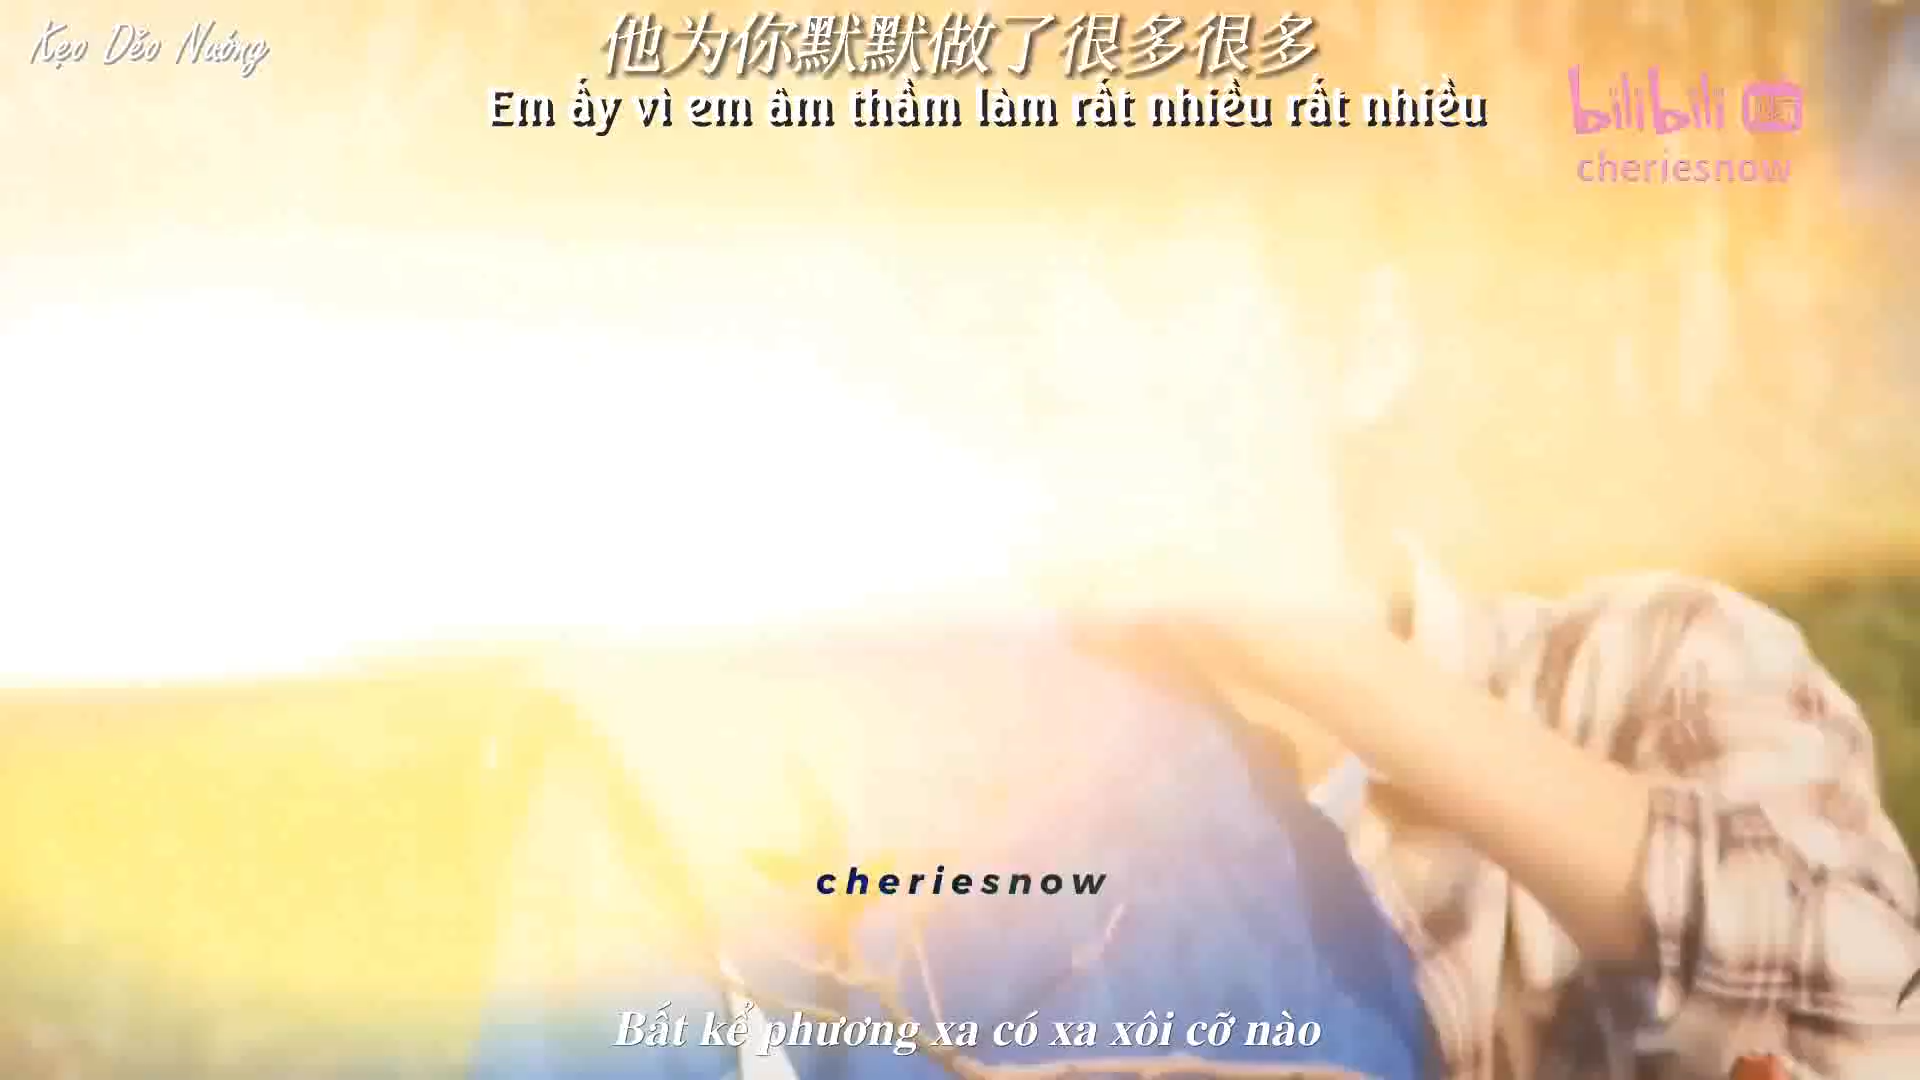 Kẹo Dẻo Nướng
他为你默默做了很多很多
Em ấy vì em âm thầm làm rất nhiều rất nhiều
bilibili
cheriesnow
cheriesnow
Bất kể phương xa có xa xôi cỡ nào